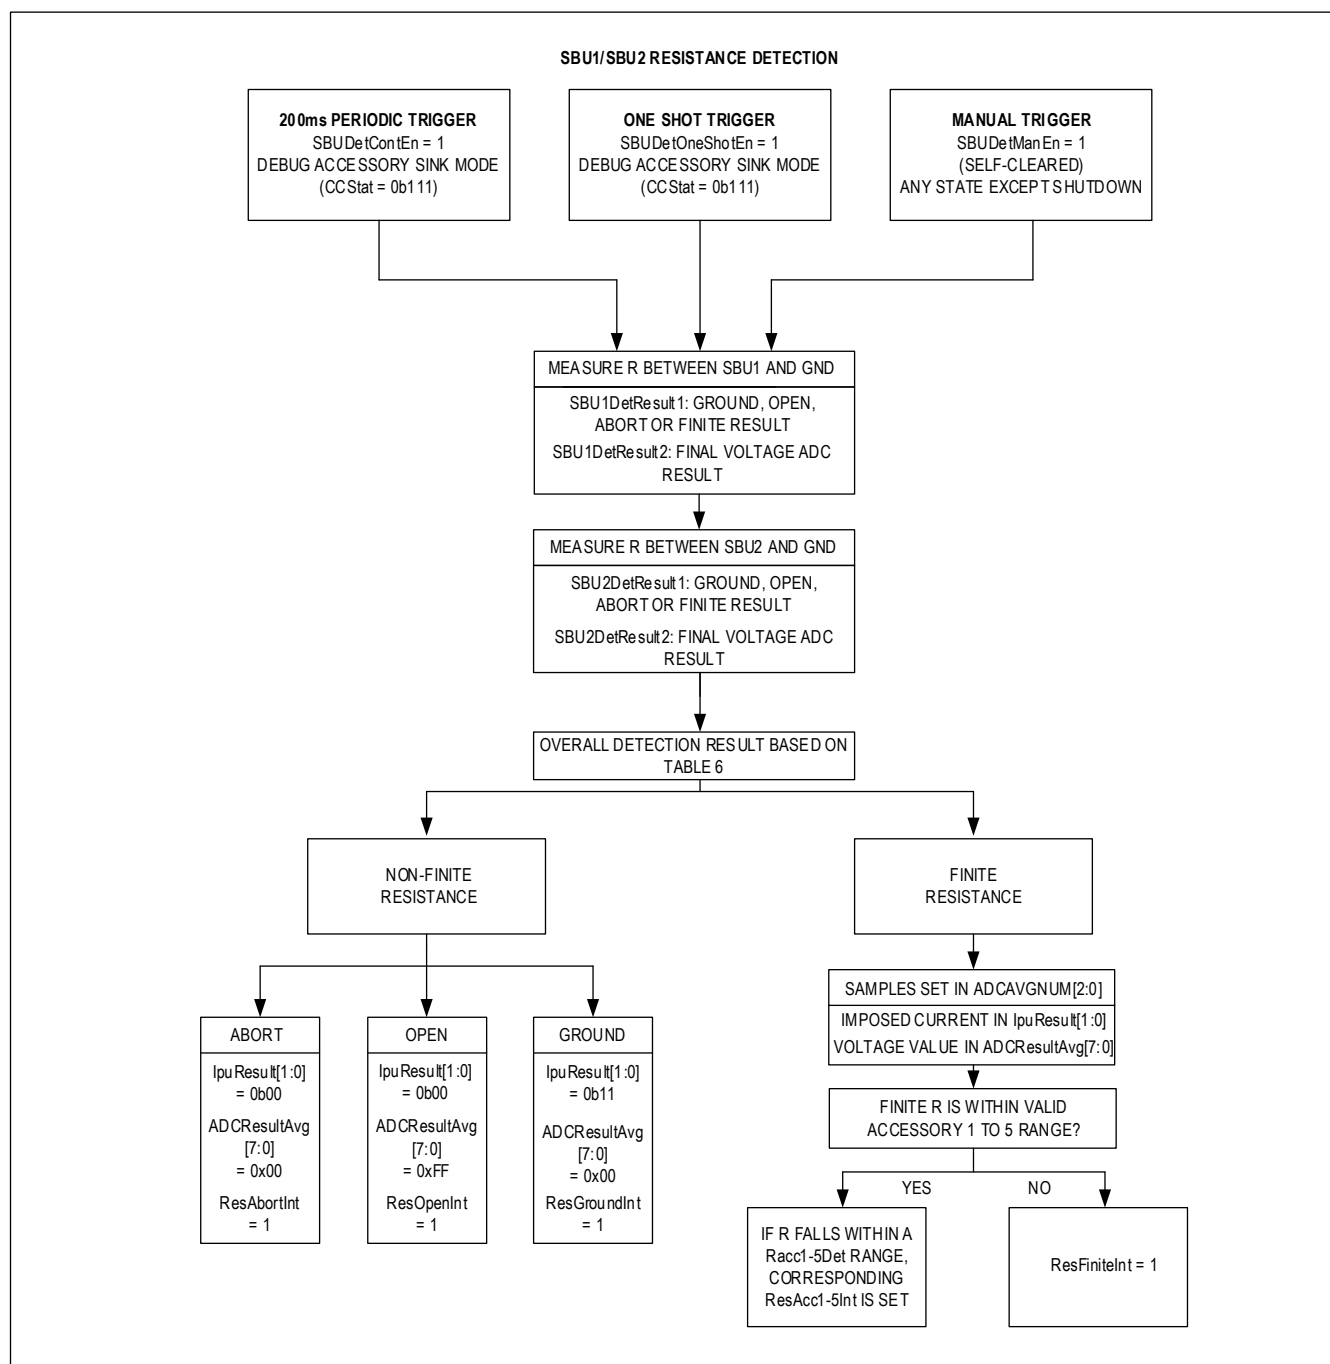 SBU1/SBU2 RESISTANCE DETECTION
200ms PERIODIC TRIGGER
SBUDetContEn = 1
DEBUG ACCESSORY SINK MODE
(CCStat = 0b111)
ONE SHOT TRIGGER
SBUDetOneShotEn = 1
DEBUG ACCESSORY SINK MODE
(CCStat = 0b111)
MANUAL TRIGGER
SBUDetManEn = 1
(SELF-CLEARED)
ANY STATE EXCEPT SHUTDOWN
MEASURE R BETWEEN SBU1 AND GND
SBU1DetResult1: GROUND, OPEN,
ABORT OR FINITE RESULT
SBU1DetResult2: FINAL VOLTAGE ADC
RESULT
MEASURE R BETWEEN SBU2 AND GND
SBU2DetResult1: GROUND, OPEN,
ABORT OR FINITE RESULT
SBU2DetResult2: FINAL VOLTAGE ADC
RESULT
OVERALL DETECTION RESULT BASED ON
TABLE 6
NON-FINITE
RESISTANCE
FINITE
RESISTANCE
ABORT
IpuResult[1:0]
= 0b00
ADCResultAvg
[7:0]
= 0x00
ResAbortInt
= 1
OPEN
IpuResult[1:0]
= 0b00
ADCResultAvg
[7:0]
= 0xFF
ResOpenInt
= 1
GROUND
IpuResult[1:0]
= 0b11
ADCResultAvg
[7:0]
= 0x00
ResGroundInt
= 1
SAMPLES SET IN ADCAVGNUM[2:0]
IMPOSED CURRENT IN IpuResult[1:0]
VOLTAGE VALUE IN ADCResultAvg[7:0]
FINITE R IS WITHIN VALID
ACCESSORY 1 TO 5 RANGE?
YES
NO
IF R FALLS WITHIN A
Racc1-5Det RANGE,
CORRESPONDING
ResAcc1-5Int IS SET
ResFiniteInt = 1